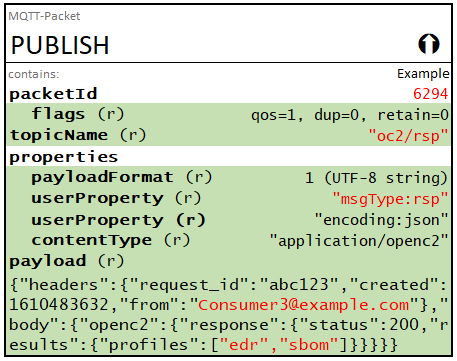 MQTT-Packet
PUBLISH
contains: Example
packetId 6294
flags (r) qos=1, dup=0, retain=0
topicName (r) "oc2/rsp"
properties
payloadFormat (r) 1 (UTF-8 string)
userProperty (r) "msgType:rsp"
userProperty (r) "encoding:json"
contentType (r) "application/openc2"
payload (r)
{"headers":{"request_id":"abc123","created":
1610483632,"from":"Consumer3@example.com"},"
body":{"openc2":{"response":{"status":200,"r
esults":{"profiles":["edr","sbom"]}}}}}